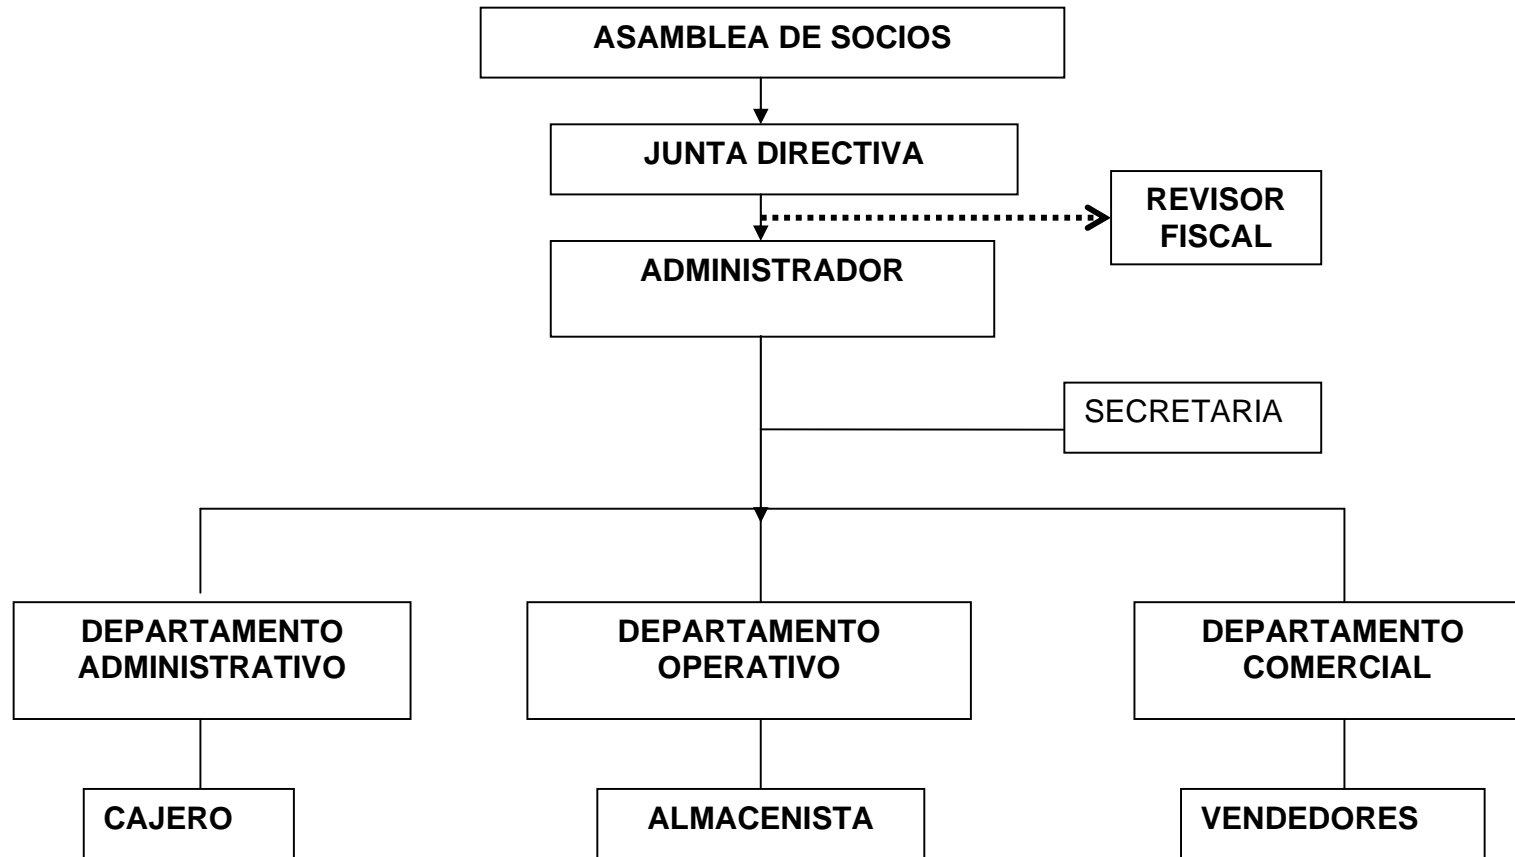 ASAMBLEA DE SOCIOS
JUNTA DIRECTIVA
REVISOR
FISCAL
ADMINISTRADOR
SECRETARIA
DEPARTAMENTO
ADMINISTRATIVO
DEPARTAMENTO
OPERATIVO
DEPARTAMENTO
COMERCIAL
CAJERO
ALMACENISTA
VENDEDORES